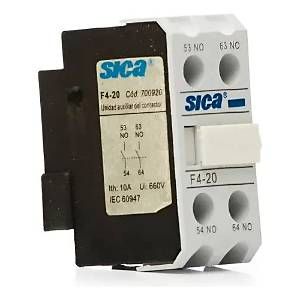 sica
F4-20 Cód. 700920
Unidad auxiliar del contactor
53 63
NO NO
54 64
Ith: 10A Ui: 660V
IEC 60947
53 63
NO NO
sica
F4-20
54 NO 64 NO